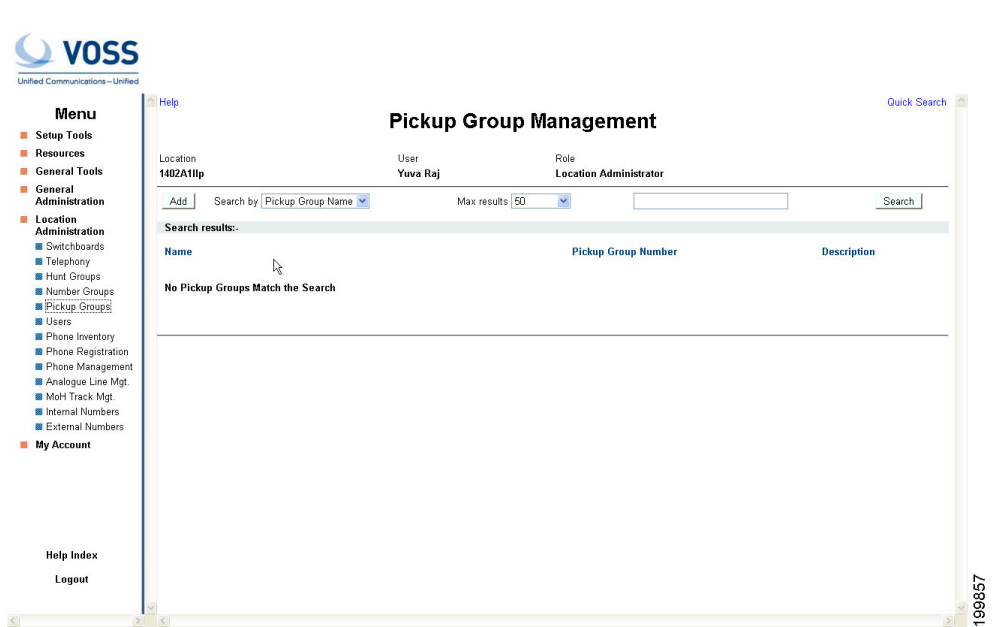 VOSS
Unified Communications—Unified
Menu
Setup Tools
Resources
General Tools
General
Administration
Location
Administration
Switchboards
Telephony
Hunt Groups
Number Groups
Pickup Groups
Users
Phone Inventory
Phone Registration
Phone Management
Analogue Line Mgt.
MoH Track Mgt.
Internal Numbers
External Numbers
My Account
Help Index
Logout
Help Quick Search
Pickup Group Management
Location User Role
1402A1llp Yuva Raj Location Administrator
Add Search by Pickup Group Name Max results 50 Search
Search results:-
Name Pickup Group Number Description
No Pickup Groups Match the Search
199857